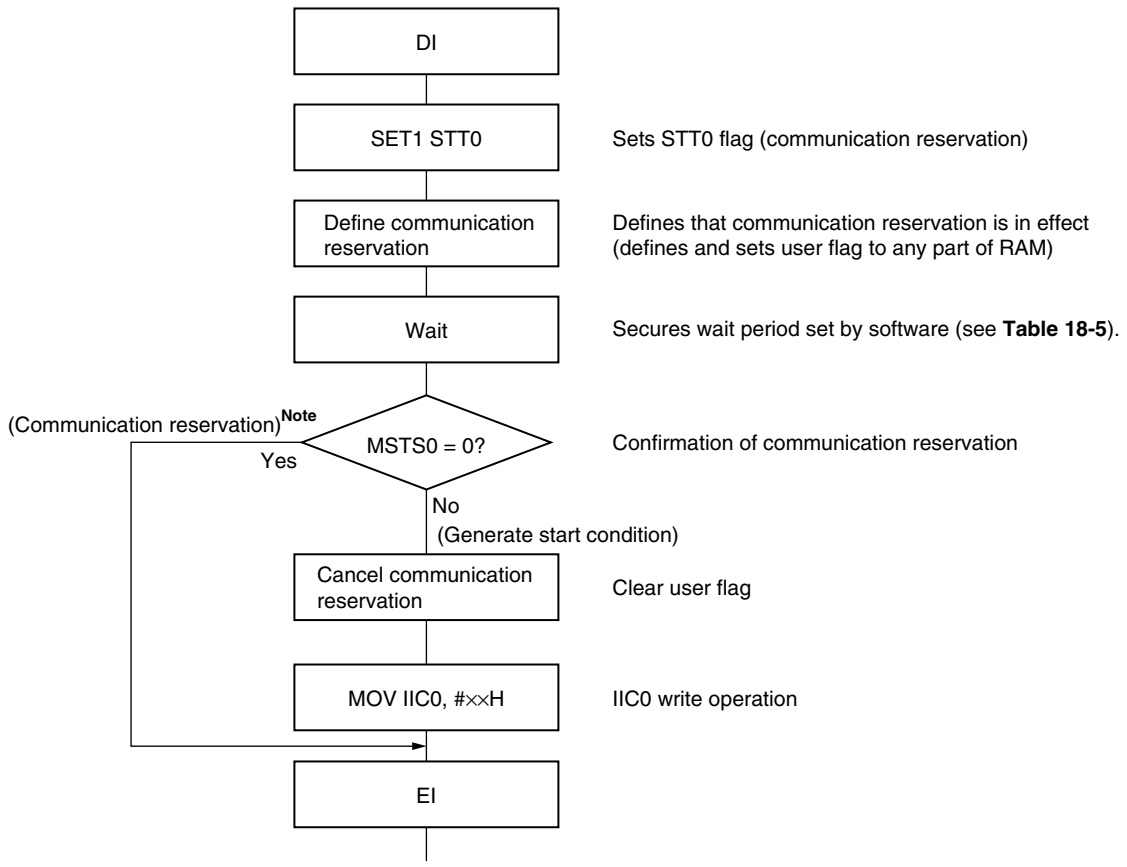 DI
SET1 STT0
Sets STT0 flag (communication reservation)
Define communication
reservation
Defines that communication reservation is in effect
(defines and sets user flag to any part of RAM)
Wait
Secures wait period set by software (see Table 18-5).
(Communication reservation)Note
Yes
MSTS0 = 0?
Confirmation of communication reservation
No
(Generate start condition)
Cancel communication
reservation
Clear user flag
MOV IIC0, #××H
IIC0 write operation
EI